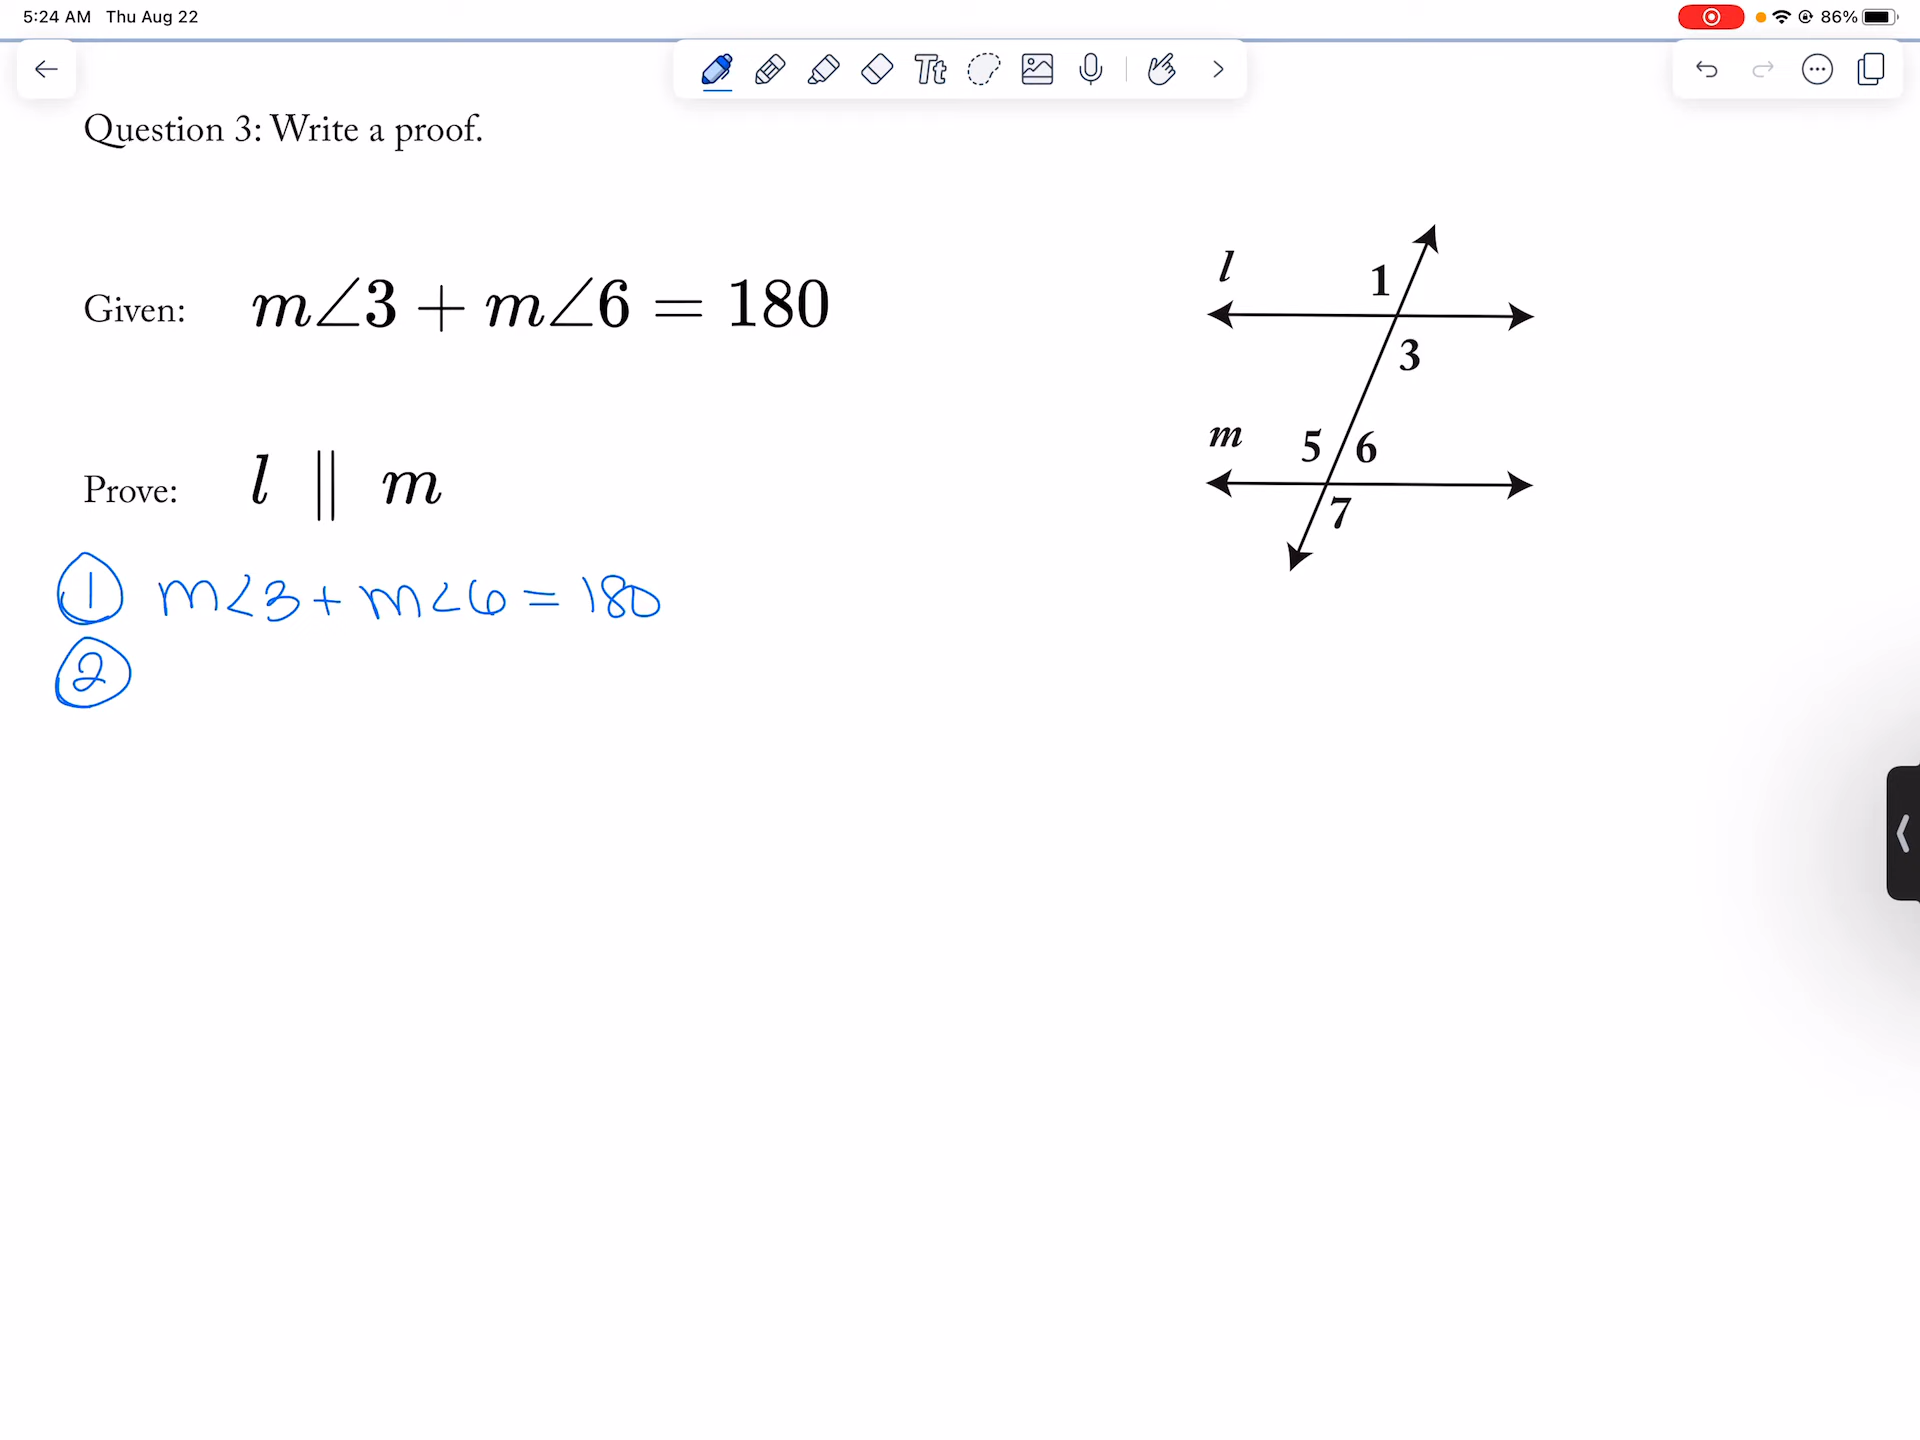 5:24 AM Thu Aug 22
86%
Tt
Question 3: Write a proof.
Given: m∠3 + m∠6 = 180
Prove: l ∥ m
l
1
3
m
5 6
7
① m∠3 + m∠6 = 180
②